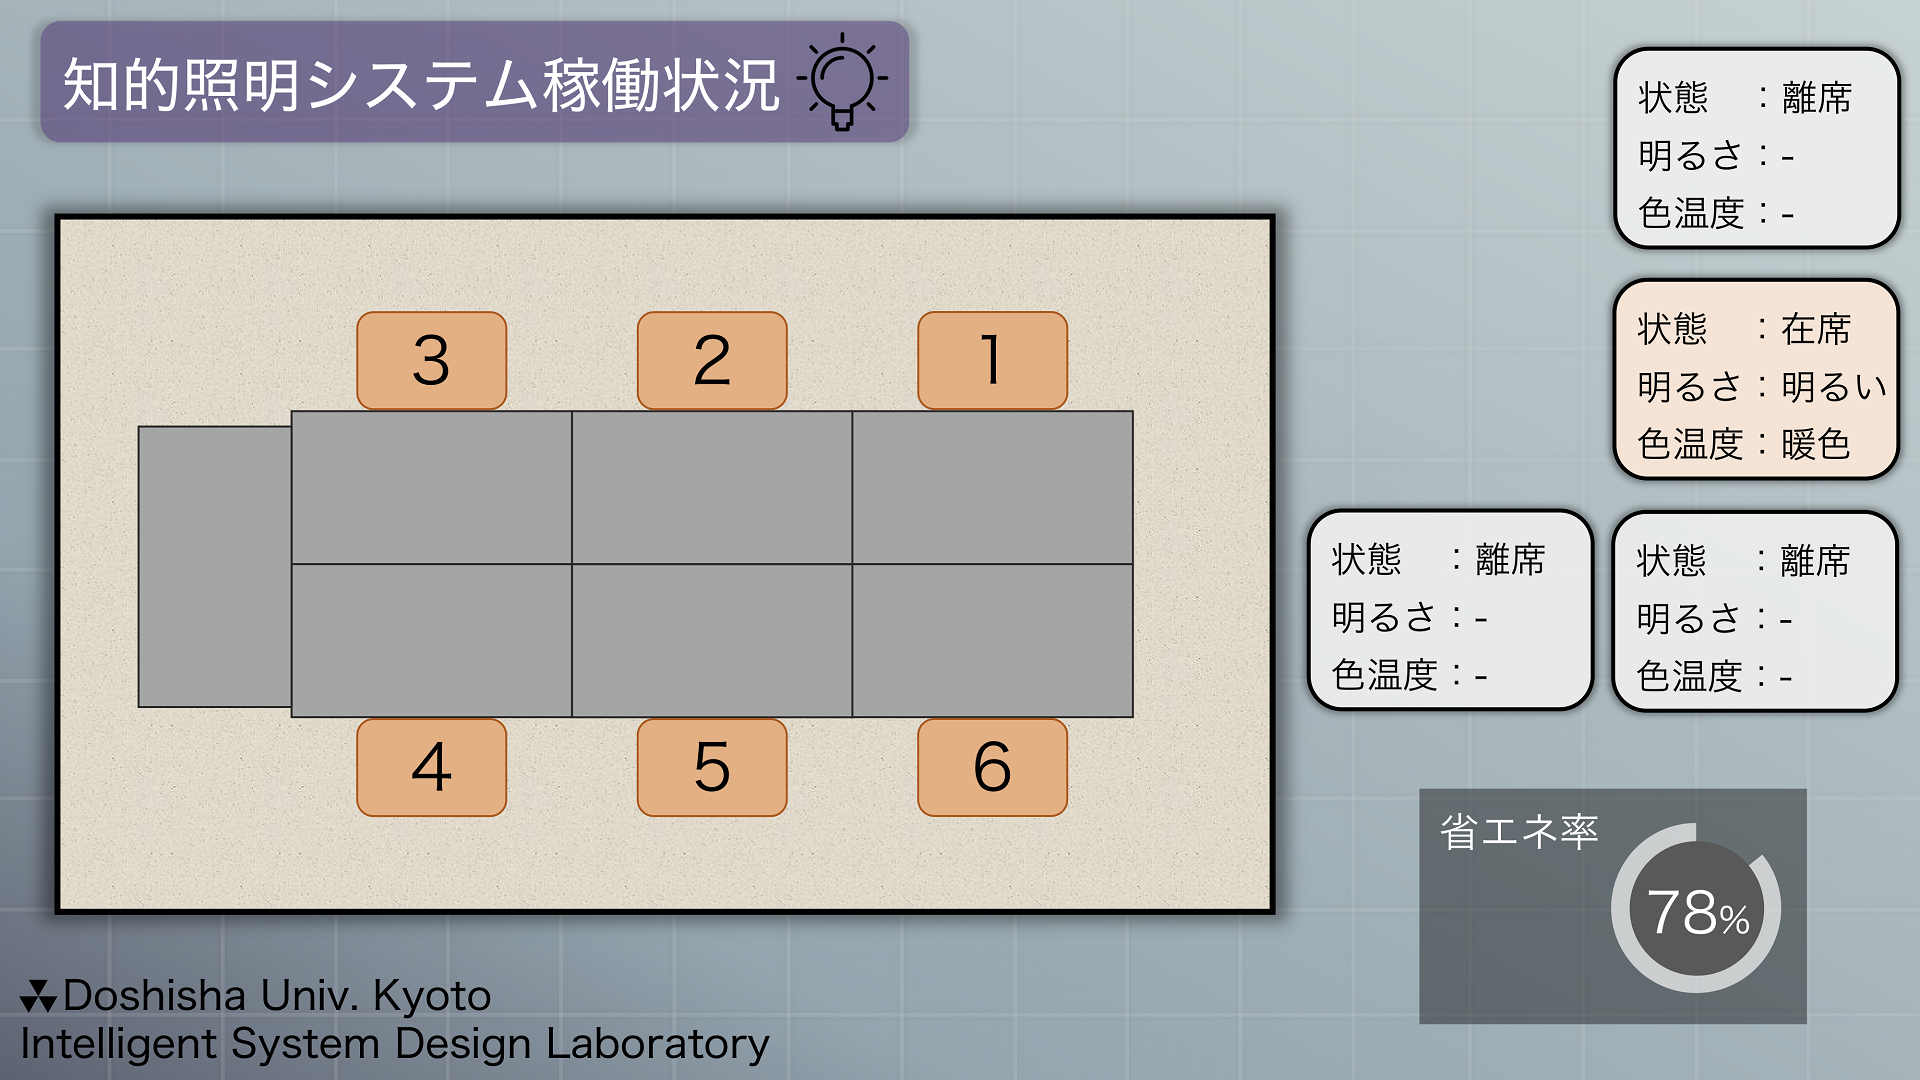 知的照明システム稼働状況
状態 : 離席
明るさ : -
色温度 : -
状態 : 在席
明るさ : 明るい
色温度 : 暖色
3
2
1
4
5
6
状態 : 離席
明るさ : -
色温度 : -
状態 : 離席
明るさ : -
色温度 : -
省エネ率
78%
Doshisha Univ. Kyoto
Intelligent System Design Laboratory